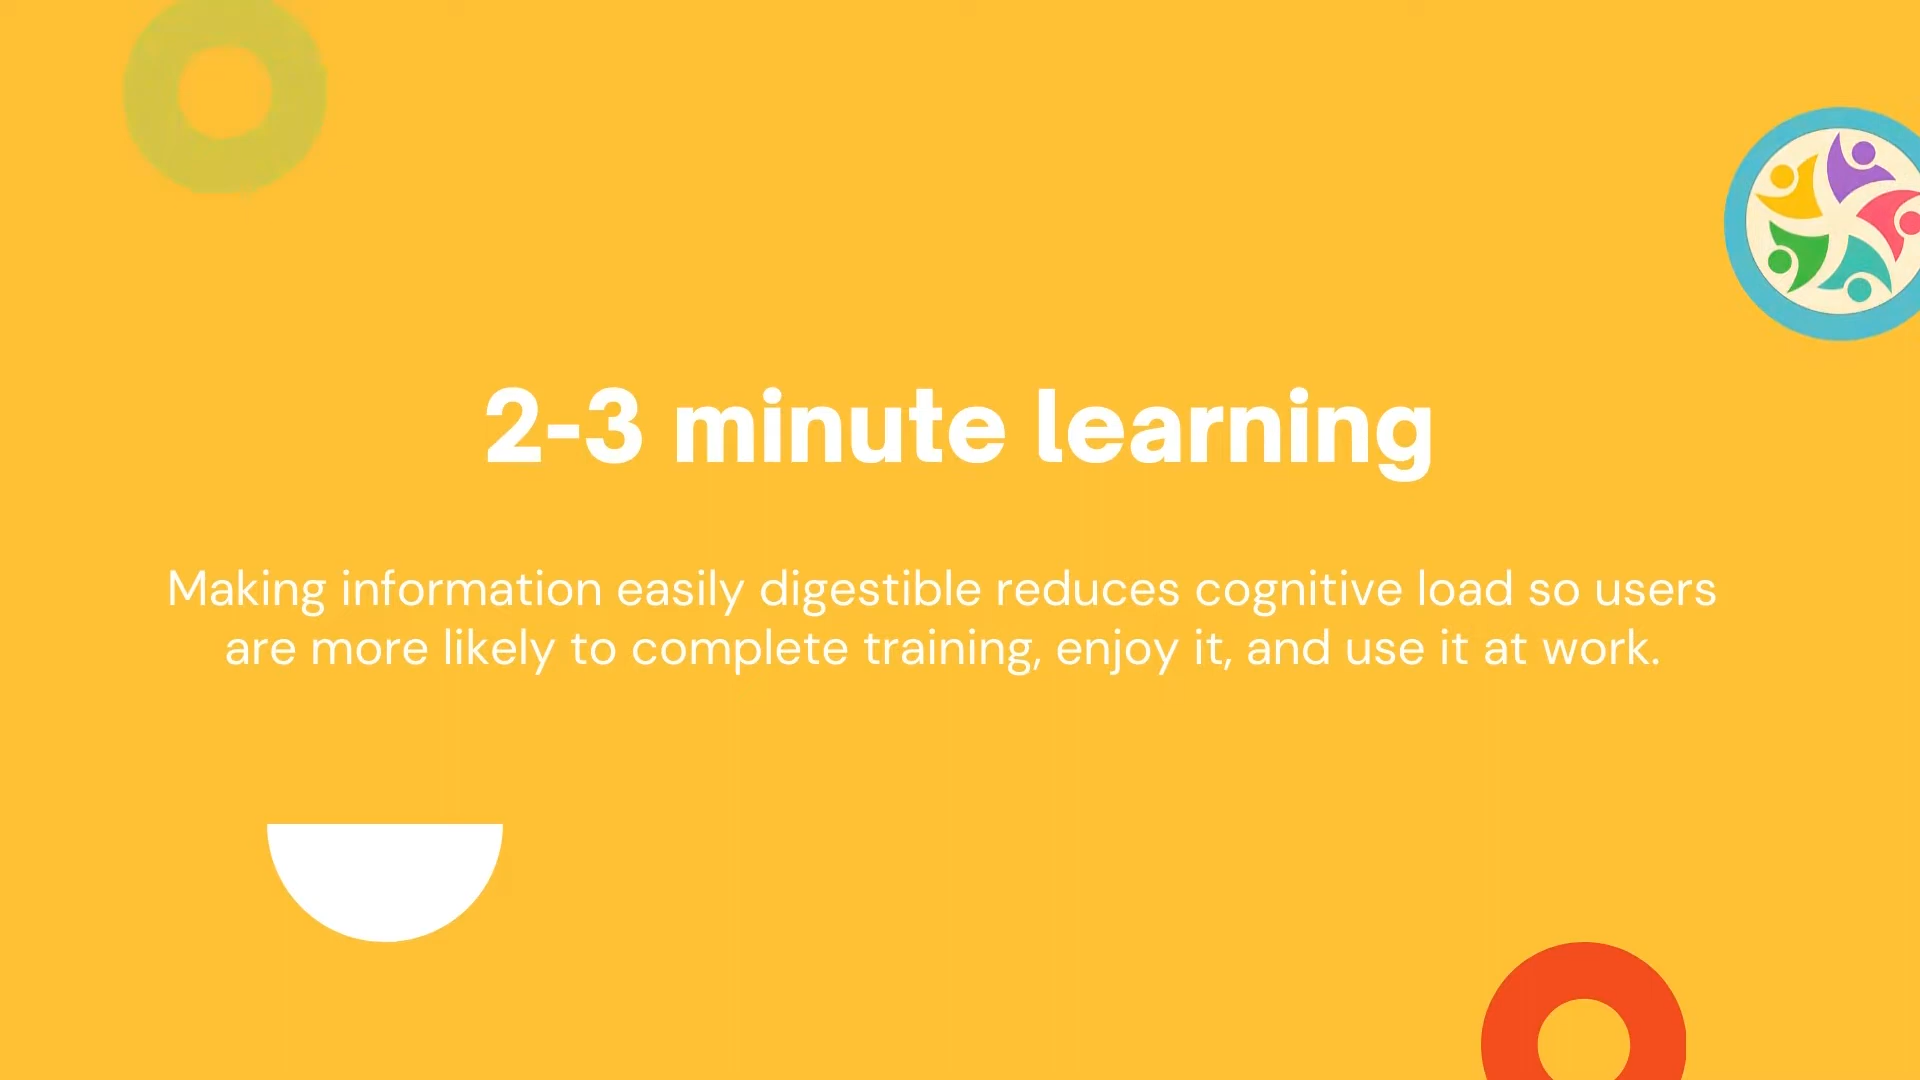 2-3 minute learning
Making information easily digestible reduces cognitive load so users
are more likely to complete training, enjoy it, and use it at work.